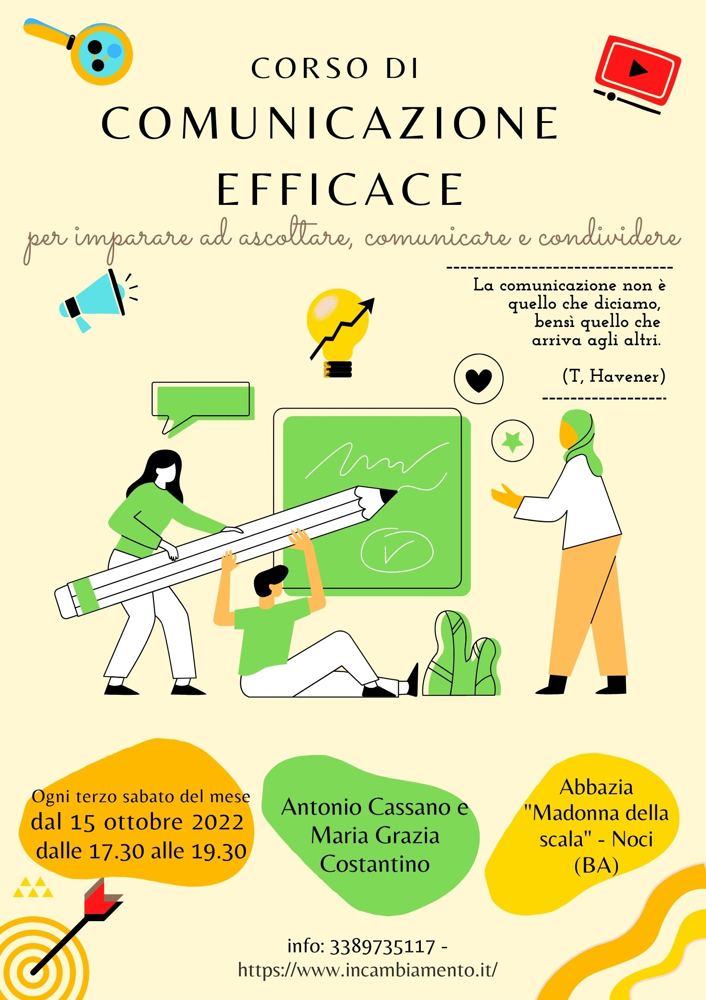 CORSO DI
COMUNICAZIONE
EFFICACE
per imparare ad ascoltare, comunicare e condividere
La comunicazione non è
quello che diciamo,
bensì quello che
arriva agli altri.
(T, Havener)
Ogni terzo sabato del mese
dal 15 ottobre 2022
dalle 17.30 alle 19.30
Antonio Cassano e
Maria Grazia
Costantino
Abbazia
"Madonna della
scala" - Noci
(BA)
info: 3389735117 -
https://www.incambiamento.it/